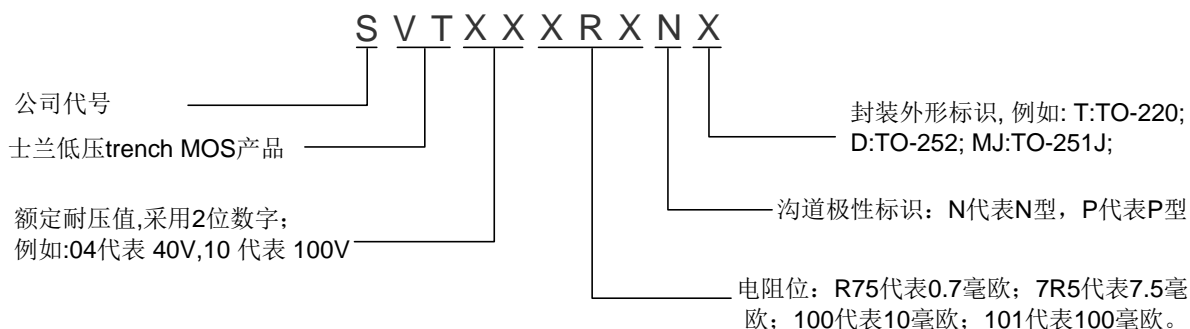 S V T X X X R X N X
公司代号
士兰低压trench MOS产品
额定耐压值,采用2位数字；
例如:04代表 40V,10 代表 100V
封装外形标识, 例如: T:TO-220;
D:TO-252; MJ:TO-251J;
沟道极性标识：N代表N型，P代表P型
电阻位：R75代表0.7毫欧；7R5代表7.5毫
欧；100代表10毫欧；101代表100毫欧。